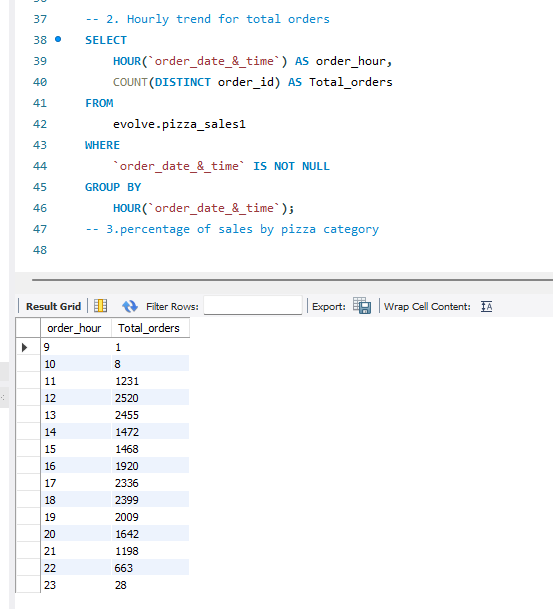 37 -- 2. Hourly trend for total orders
38 SELECT
39 HOUR(`order_date_&_time`) AS order_hour,
40 COUNT(DISTINCT order_id) AS Total_orders
41 FROM
42 evolve.pizza_sales1
43 WHERE
44 `order_date_&_time` IS NOT NULL
45 GROUP BY
46 HOUR(`order_date_&_time`);
47 -- 3.percentage of sales by pizza category
48
Result Grid Filter Rows: Export: Wrap Cell Content: IA
order_hour Total_orders
9 1
10 8
11 1231
12 2520
13 2455
14 1472
15 1468
16 1920
17 2336
18 2399
19 2009
20 1642
21 1198
22 663
23 28